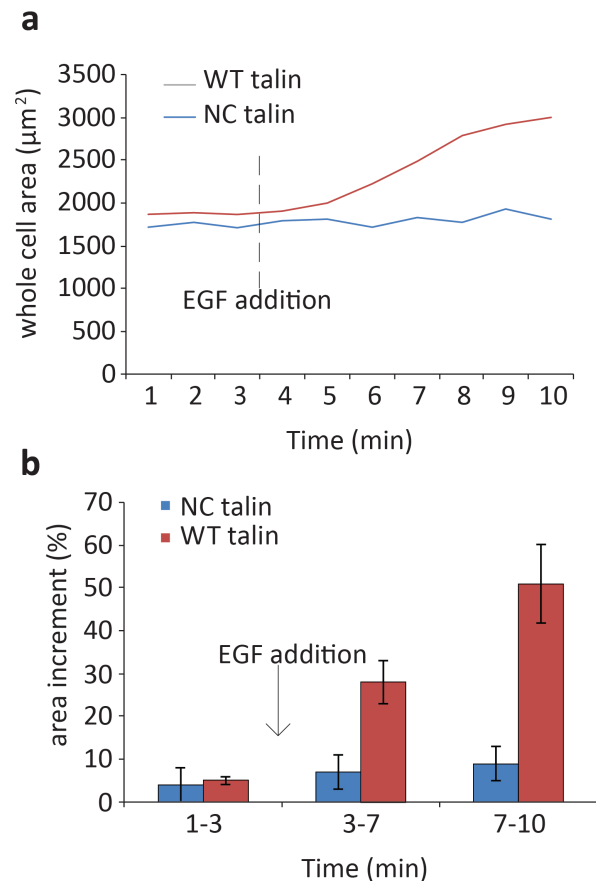 a
whole cell area (μm²)
3500
3000
2500
2000
1500
1000
500
0
WT talin
NC talin
EGF addition
1 2 3 4 5 6 7 8 9 10
Time (min)
b
area increment (%)
70
60
50
40
30
20
10
0
NC talin
WT talin
EGF addition
1-3 3-7 7-10
Time (min)